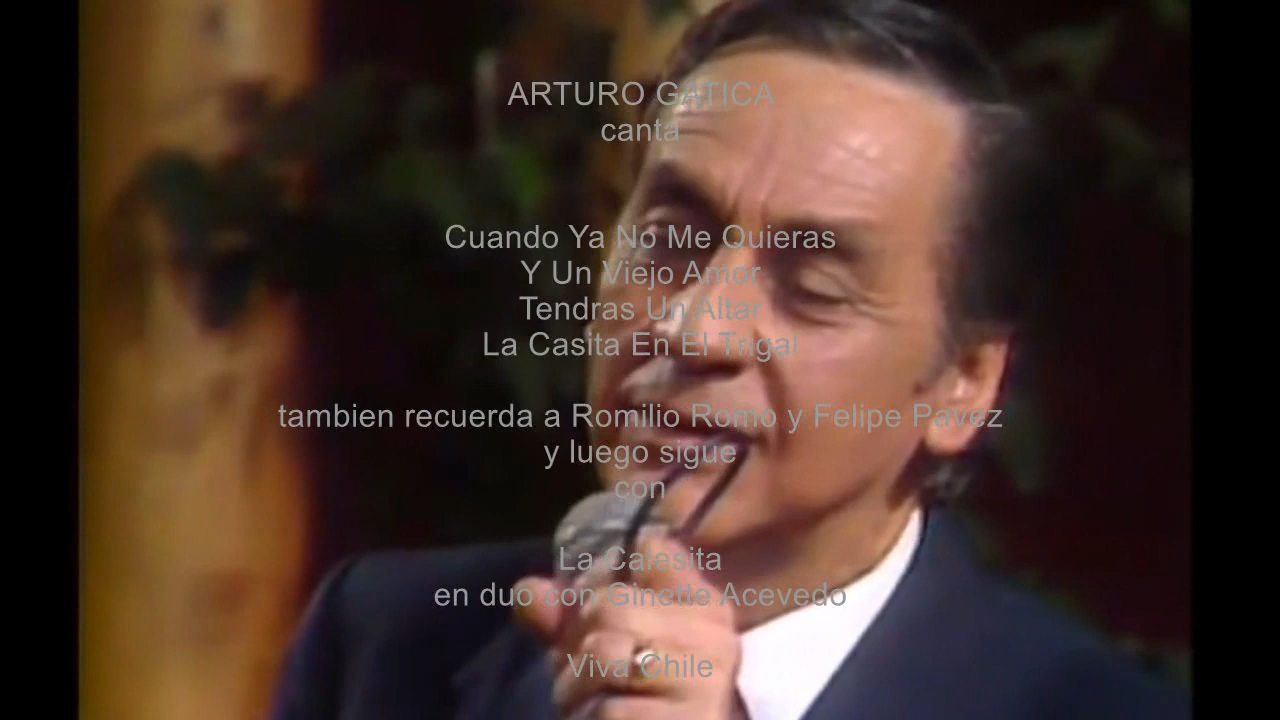 ARTURO GATICA
canta
Cuando Ya No Me Quieras
Y Un Viejo Amor
Tendras Un Altar
La Casita En El Trigal
tambien recuerda a Romilio Romo y Felipe Pavez
y luego sigue
con
La Calesita
en duo con Ginette Acevedo
Viva Chile